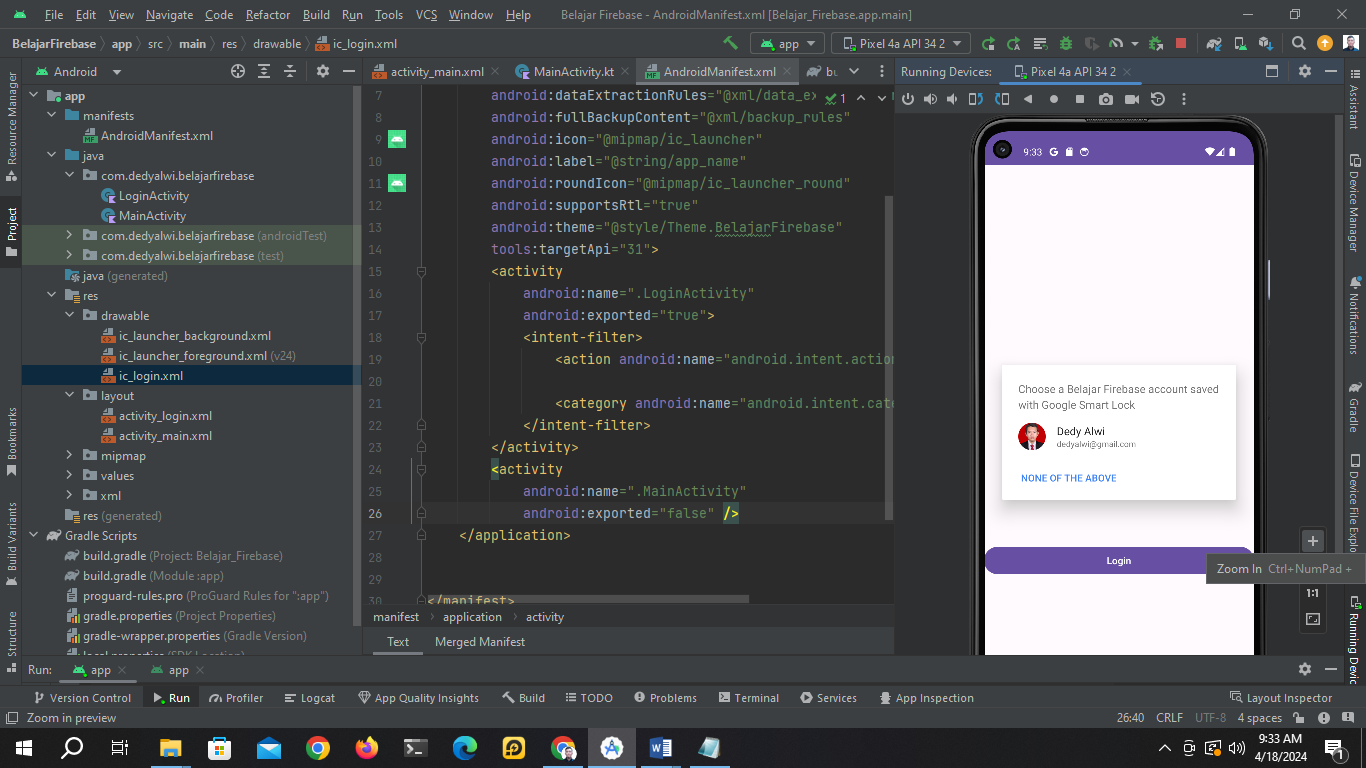 File Edit View Navigate Code Refactor Build Run Tools VCS Window Help Belajar Firebase - AndroidManifest.xml [Belajar_Firebase.app.main]
BelajarFirebase app src main res drawable ic_login.xml
app Pixel 4a API 34 2
Android
activity_main.xml MainActivity.kt AndroidManifest.xml bu
Running Devices: Pixel 4a API 34 2
Resource Manager
Project
Bookmarks
Build Variants
Structure
app
manifests
AndroidManifest.xml
java
com.dedyalwi.belajarfirebase
LoginActivity
MainActivity
com.dedyalwi.belajarfirebase (androidTest)
com.dedyalwi.belajarfirebase (test)
java (generated)
res
drawable
ic_launcher_background.xml
ic_launcher_foreground.xml (v24)
ic_login.xml
layout
activity_login.xml
activity_main.xml
mipmap
values
xml
res (generated)
Gradle Scripts
build.gradle (Project: Belajar_Firebase)
build.gradle (Module :app)
proguard-rules.pro (ProGuard Rules for ":app")
gradle.properties (Project Properties)
gradle-wrapper.properties (Gradle Version)
local.properties (SDK Location)
1
7 android:dataExtractionRules="@xml/data_ex
8 android:fullBackupContent="@xml/backup_rules"
9 android:icon="@mipmap/ic_launcher"
10 android:label="@string/app_name"
11 android:roundIcon="@mipmap/ic_launcher_round"
12 android:supportsRtl="true"
13 android:theme="@style/Theme.BelajarFirebase"
14 tools:targetApi="31">
15 <activity
16 android:name=".LoginActivity"
17 android:exported="true">
18 <intent-filter>
19 <action android:name="android.intent.action
20
21 <category android:name="android.intent.cate
22 </intent-filter>
23 </activity>
24 <activity
25 android:name=".MainActivity"
26 android:exported="false" />
27 </application>
28
29
30 </manifest>
manifest application activity
Text Merged Manifest
9:33 G
Choose a Belajar Firebase account saved
with Google Smart Lock
Dedy Alwi
dedyalwi@gmail.com
NONE OF THE ABOVE
Login
Zoom In Ctrl+NumPad +
1:1
Assistant
Device Manager
Notifications
Gradle
Device File Explo
Running Device
Run: app app
Version Control Run Profiler Logcat App Quality Insights Build TODO Problems Terminal Services App Inspection Layout Inspector
Zoom in preview 26:40 CRLF UTF-8 4 spaces
9:33 AM
4/18/2024
1